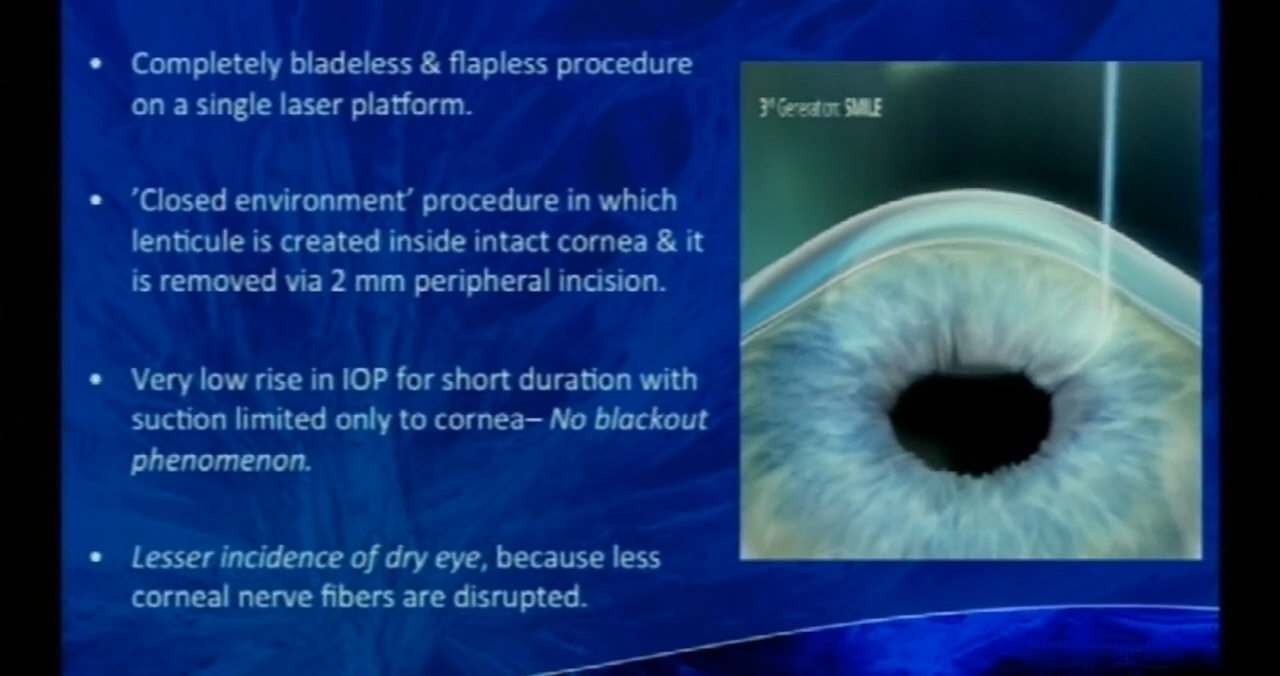 • Completely bladeless & flapless procedure
on a single laser platform.
• 'Closed environment' procedure in which
lenticule is created inside intact cornea & it
is removed via 2 mm peripheral incision.
• Very low rise in IOP for short duration with
suction limited only to cornea– No blackout
phenomenon.
• Lesser incidence of dry eye, because less
corneal nerve fibers are disrupted.
3rd Generation: SMILE